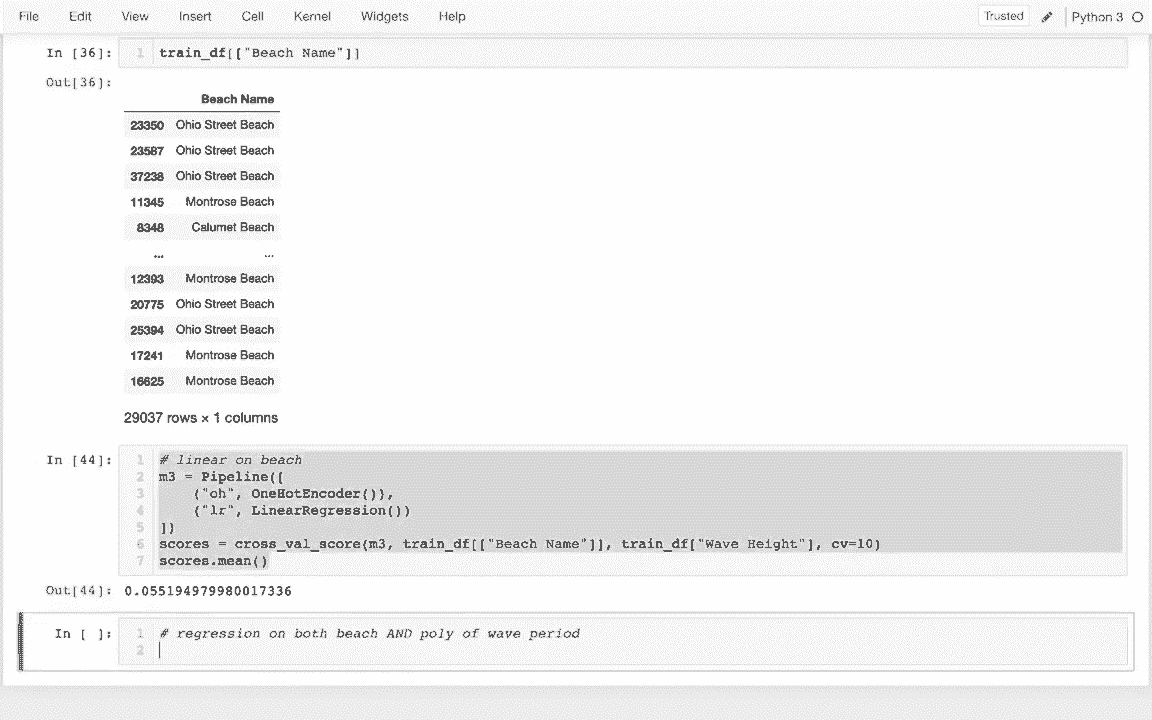 File Edit View Insert Cell Kernel Widgets Help Trusted Python 3
In [36]: 1 train_df[["Beach Name"]]
Out[36]:
Beach Name
23350 Ohio Street Beach
23587 Ohio Street Beach
37238 Ohio Street Beach
11345 Montrose Beach
8348 Calumet Beach
... ...
12393 Montrose Beach
20775 Ohio Street Beach
25394 Ohio Street Beach
17241 Montrose Beach
16625 Montrose Beach
29037 rows × 1 columns
In [44]: 1 # linear on beach
2 m3 = Pipeline([
3 ("oh", OneHotEncoder()),
4 ("lr", LinearRegression())
5 ])
6 scores = cross_val_score(m3, train_df[["Beach Name"]], train_df["Wave Height"], cv=10)
7 scores.mean()
Out[44]: 0.055194979980017336
In [ ]: 1 # regression on both beach AND poly of wave period
2